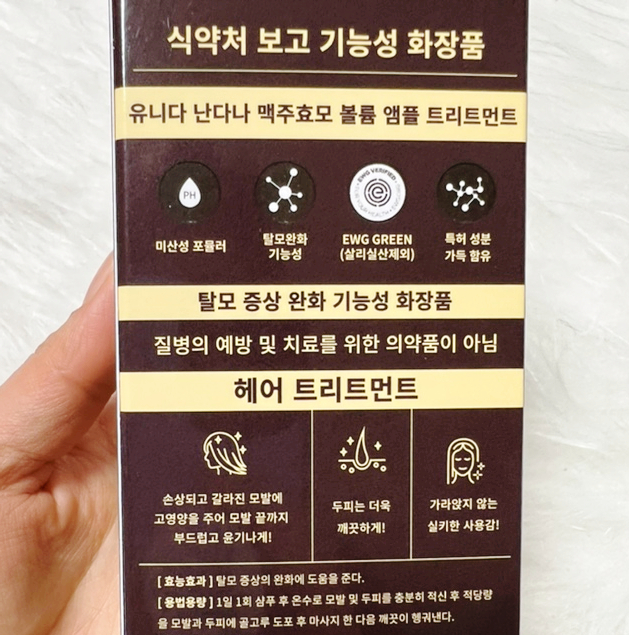 식약처 보고 기능성 화장품
유니다 난다나 맥주효모 볼륨 앰플 트리트먼트
PH
EWG VERIFIED
미산성 포뮬러
탈모완화
기능성
EWG GREEN
(살리실산제외)
특허 성분
가득 함유
탈모 증상 완화 기능성 화장품
질병의 예방 및 치료를 위한 의약품이 아님
헤어 트리트먼트
손상되고 갈라진 모발에
고영양을 주어 모발 끝까지
부드럽고 윤기나게!
두피는 더욱
깨끗하게!
가라앉지 않는
실키한 사용감!
[ 효능효과 ] 탈모 증상의 완화에 도움을 준다.
[ 용법용량 ] 1일 1회 샴푸 후 온수로 모발 및 두피를 충분히 적신 후 적당량
을 모발과 두피에 골고루 도포 후 마사지 한 다음 깨끗이 헹궈낸다.